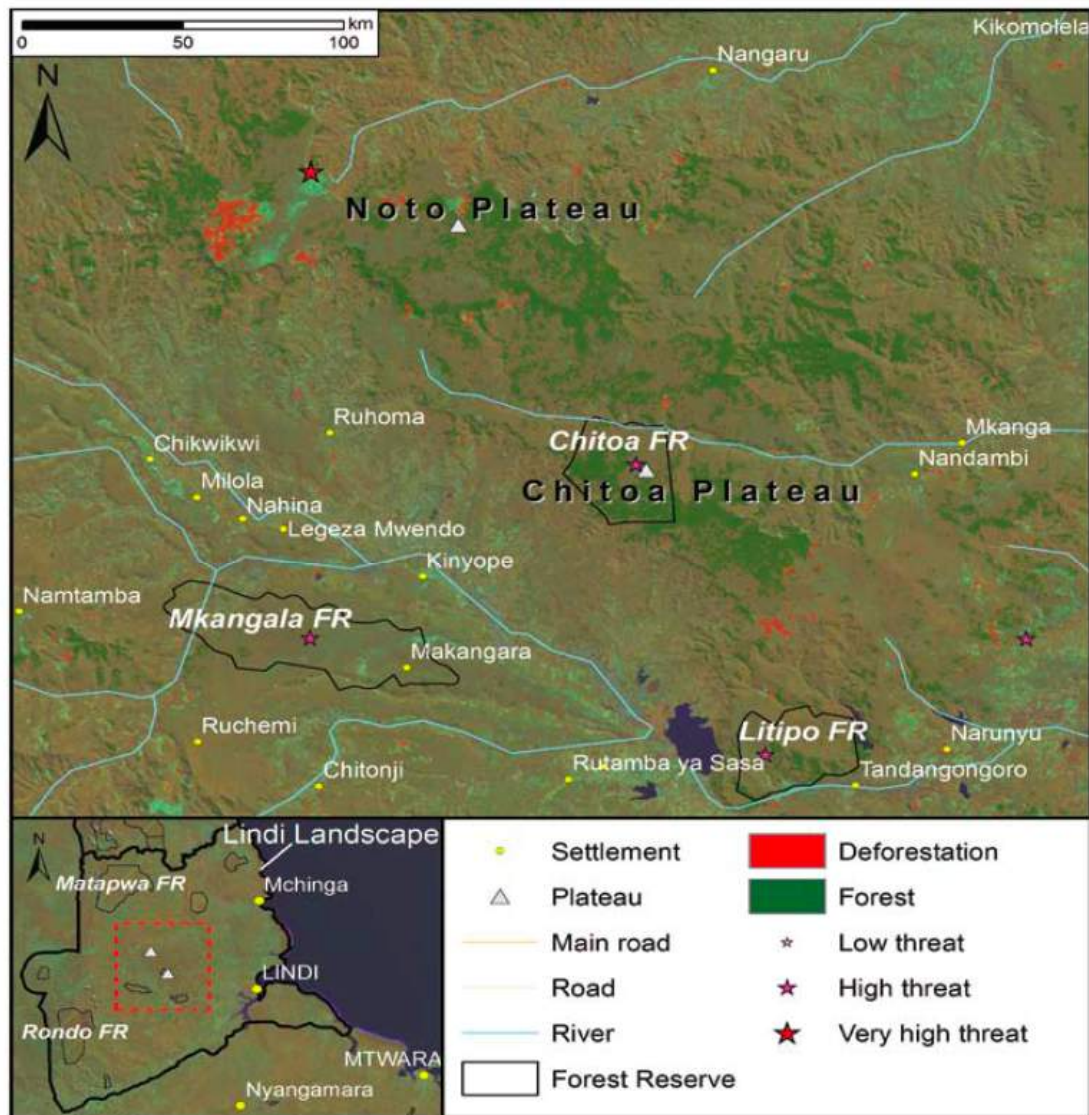 km
0 50 100
Kikomolela
Nangaru
N
Noto Plateau
Ruhoma
Chikwikwi
Chitoa FR
Mkanga
Milola
Nandambi
Chitoa Plateau
Nahina
Legeza Mwendo
Kinyope
Namtamba
Mkangala FR
Makangara
Ruchemi
Litipo FR
Narunyu
Chitonji
Rutamba ya Sasa
Tandangongoro
N
Lindi Landscape
Matapwa FR
Mchinga
LINDI
Rondo FR
MTWARA
Nyangamara
Settlement
Plateau
Main road
Road
River
Forest Reserve
Deforestation
Forest
Low threat
High threat
Very high threat